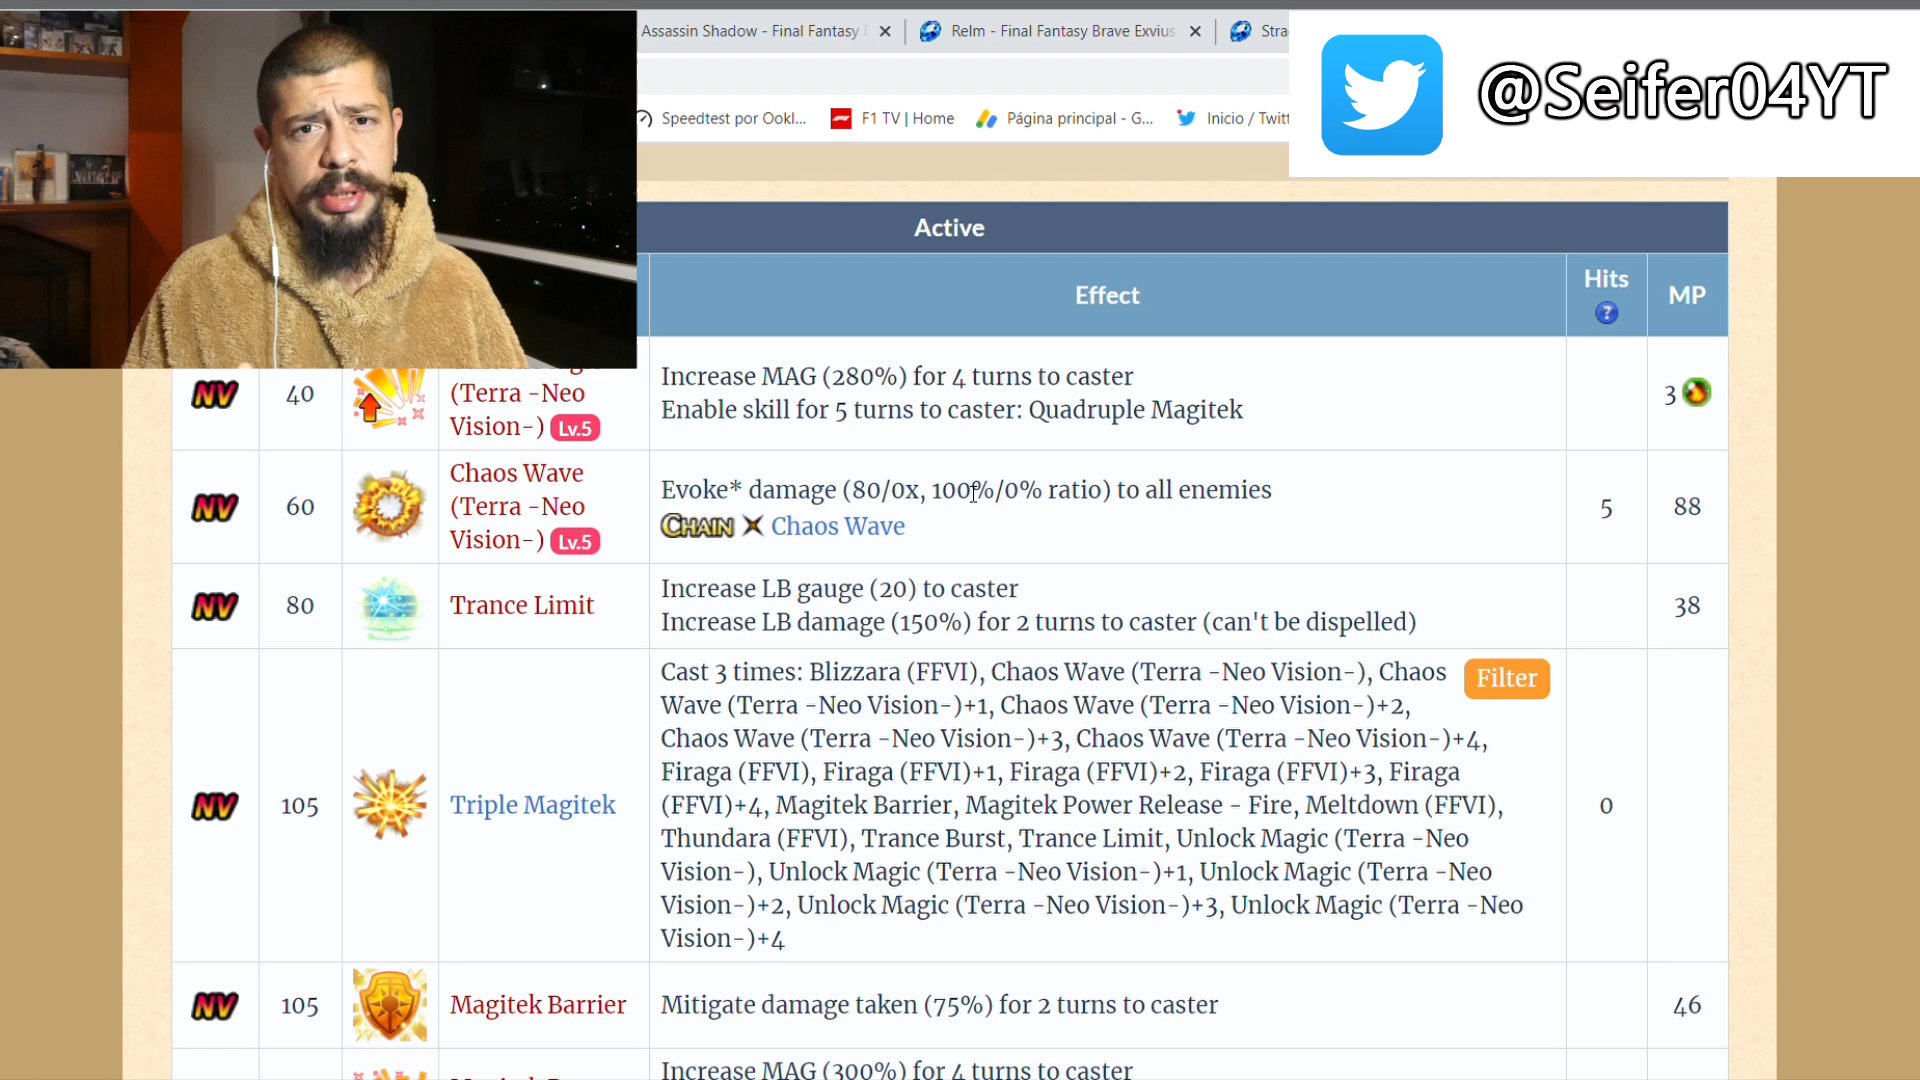 Assassin Shadow - Final Fantasy
Relm - Final Fantasy Brave Exvius
Stra
@Seifer04YT
Speedtest por Ookl...
F1 TV | Home
Página principal - G...
Inicio / Twitt
Active
Effect
Hits
?
MP
NV
40
(Terra -Neo
Vision-) Lv.5
Increase MAG (280%) for 4 turns to caster
Enable skill for 5 turns to caster: Quadruple Magitek
3
NV
60
Chaos Wave
(Terra -Neo
Vision-) Lv.5
Evoke* damage (80/0x, 100%/0% ratio) to all enemies
CHAIN Chaos Wave
5
88
NV
80
Trance Limit
Increase LB gauge (20) to caster
Increase LB damage (150%) for 2 turns to caster (can't be dispelled)
38
NV
105
Triple Magitek
Cast 3 times: Blizzara (FFVI), Chaos Wave (Terra -Neo Vision-), Chaos
Wave (Terra -Neo Vision-)+1, Chaos Wave (Terra -Neo Vision-)+2,
Chaos Wave (Terra -Neo Vision-)+3, Chaos Wave (Terra -Neo Vision-)+4,
Firaga (FFVI), Firaga (FFVI)+1, Firaga (FFVI)+2, Firaga (FFVI)+3, Firaga
(FFVI)+4, Magitek Barrier, Magitek Power Release - Fire, Meltdown (FFVI),
Thundara (FFVI), Trance Burst, Trance Limit, Unlock Magic (Terra -Neo
Vision-), Unlock Magic (Terra -Neo Vision-)+1, Unlock Magic (Terra -Neo
Vision-)+2, Unlock Magic (Terra -Neo Vision-)+3, Unlock Magic (Terra -Neo
Vision-)+4
Filter
0
NV
105
Magitek Barrier
Mitigate damage taken (75%) for 2 turns to caster
46
Increase MAG (300%) for 4 turns to caster